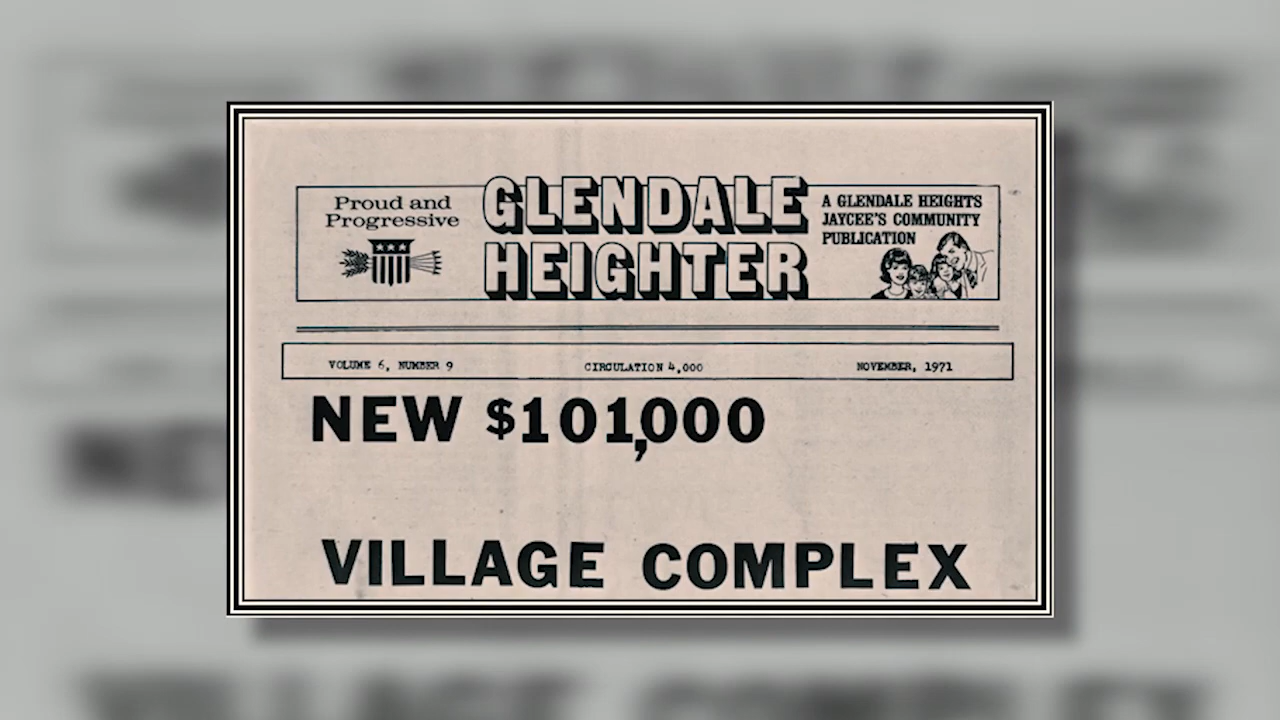 Proud and
Progressive
GLENDALE
HEIGHTER
A GLENDALE HEIGHTS
JAYCEE'S COMMUNITY
PUBLICATION
VOLUME 6, NUMBER 9
CIRCULATION 4,000
NOVEMBER, 1971
NEW $101,000
VILLAGE COMPLEX